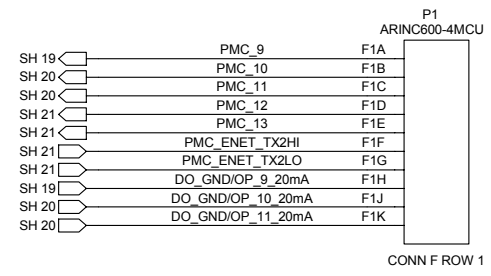 P1
ARINC600-4MCU
SH 19 PMC_9 F1A
SH 20 PMC_10 F1B
SH 20 PMC_11 F1C
SH 21 PMC_12 F1D
SH 21 PMC_13 F1E
SH 21 PMC_ENET_TX2HI F1F
SH 21 PMC_ENET_TX2LO F1G
SH 19 DO_GND/OP_9_20mA F1H
SH 20 DO_GND/OP_10_20mA F1J
SH 20 DO_GND/OP_11_20mA F1K
CONN F ROW 1